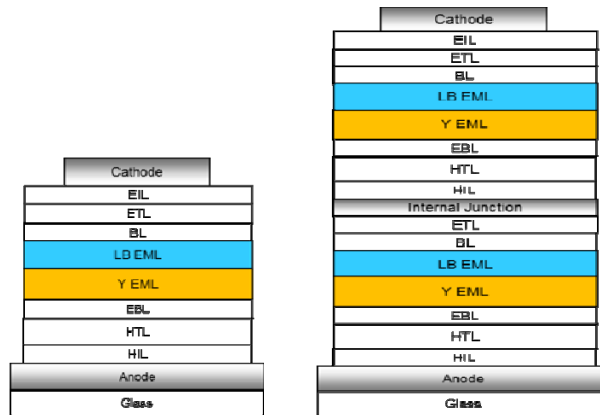 Cathode
EIL
ETL
BL
LB EML
Y EML
EBL
HTL
HIL
Anode
Glass
Cathode
EIL
ETL
BL
LB EML
Y EML
EBL
HTL
HIL
Internal Junction
ETL
BL
LB EML
Y EML
EBL
HTL
HIL
Anode
Glass